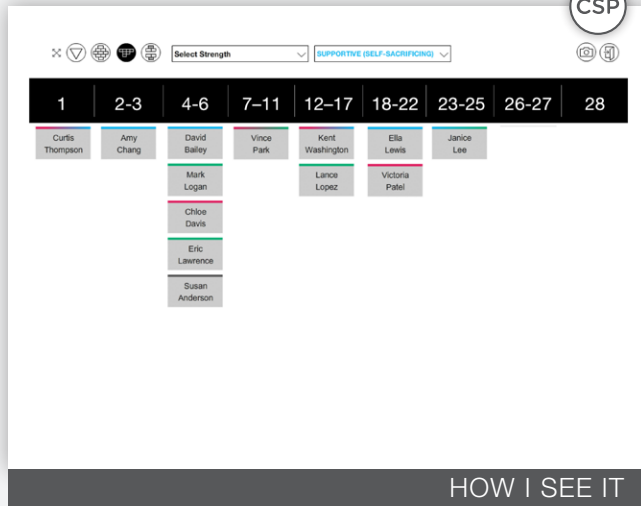 CSP
Select Strength
SUPPORTIVE (SELF-SACRIFICING)
1 2-3 4-6 7–11 12–17 18-22 23-25 26-27 28
Curtis
Thompson
Amy
Chang
David
Bailey
Vince
Park
Kent
Washington
Ella
Lewis
Janice
Lee
Mark
Logan
Lance
Lopez
Victoria
Patel
Chloe
Davis
Eric
Lawrence
Susan
Anderson
HOW I SEE IT